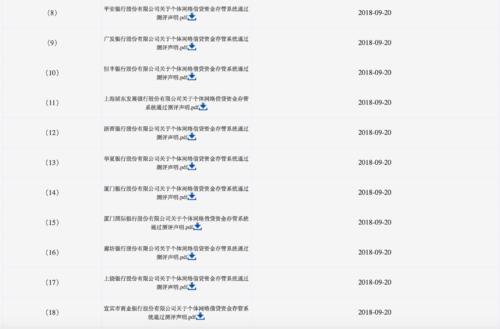 (8)
平安银行股份有限公司关于个体网络借贷资金存管系统通过
测评声明.pdf
2018-09-20
(9)
广发银行股份有限公司关于个体网络借贷资金存管系统通过
测评声明.pdf
2018-09-20
(10)
恒丰银行股份有限公司关于个体网络借贷资金存管系统通过
测评声明.pdf
2018-09-20
(11)
上海浦东发展银行股份有限公司关于个体网络借贷资金存管
系统通过测评声明.pdf
2018-09-20
(12)
浙商银行股份有限公司关于个体网络借贷资金存管系统通过
测评声明.pdf
2018-09-20
(13)
华夏银行股份有限公司关于个体网络借贷资金存管系统通过
测评声明.pdf
2018-09-20
(14)
厦门银行股份有限公司关于个体网络借贷资金存管系统通过
测评声明.pdf
2018-09-20
(15)
厦门国际银行股份有限公司关于个体网络借贷资金存管系统
通过测评声明.pdf
2018-09-20
(16)
廊坊银行股份有限公司关于个体网络借贷资金存管系统通过
测评声明.pdf
2018-09-20
(17)
上饶银行股份有限公司关于个体网络借贷资金存管系统通过
测评声明.pdf
2018-09-20
(18)
宜宾市商业银行股份有限公司关于个体网络借贷资金存管系
统通过测评声明.pdf
2018-09-20